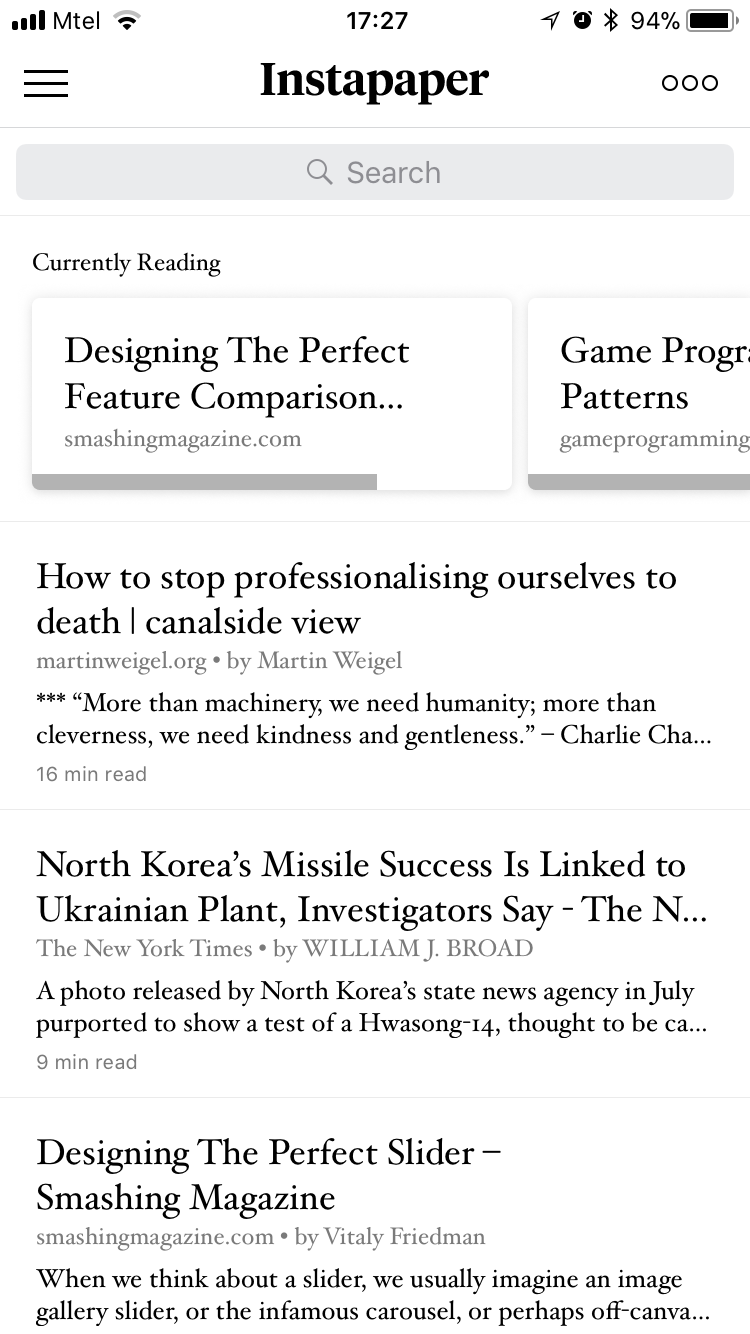 Mtel 17:27 94%
Instapaper
Search
Currently Reading
Designing The Perfect
Feature Comparison...
smashingmagazine.com
Game Progra
Patterns
gameprogramming
How to stop professionalising ourselves to
death | canalside view
martinweigel.org • by Martin Weigel
*** “More than machinery, we need humanity; more than
cleverness, we need kindness and gentleness.” – Charlie Cha...
16 min read
North Korea’s Missile Success Is Linked to
Ukrainian Plant, Investigators Say - The N...
The New York Times • by WILLIAM J. BROAD
A photo released by North Korea’s state news agency in July
purported to show a test of a Hwasong-14, thought to be ca...
9 min read
Designing The Perfect Slider –
Smashing Magazine
smashingmagazine.com • by Vitaly Friedman
When we think about a slider, we usually imagine an image
gallery slider, or the infamous carousel, or perhaps off-canva...